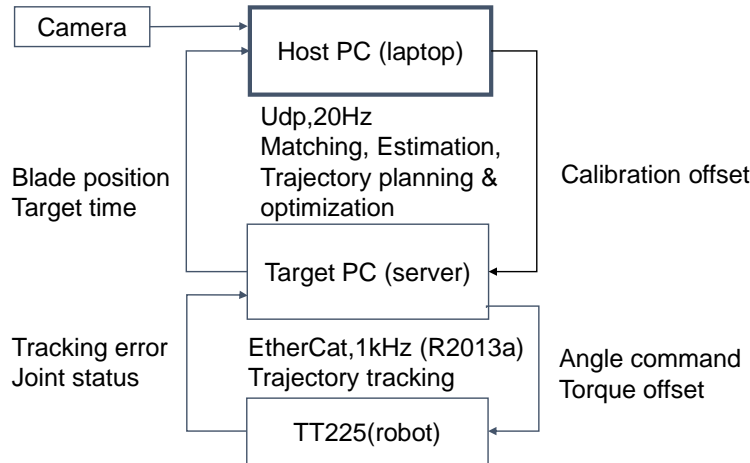 Camera
Host PC (laptop)
Udp,20Hz
Matching, Estimation,
Trajectory planning &
optimization
Blade position
Target time
Calibration offset
Target PC (server)
Tracking error
Joint status
EtherCat,1kHz (R2013a)
Trajectory tracking
Angle command
Torque offset
TT225(robot)